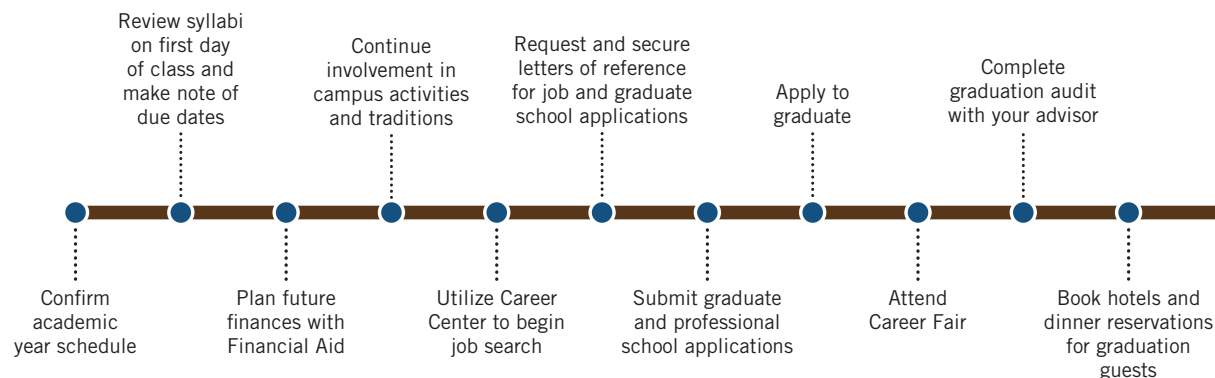 Confirm
academic
year schedule
Review syllabi
on first day
of class and
make note of
due dates
Plan future
finances with
Financial Aid
Continue
involvement in
campus activities
and traditions
Utilize Career
Center to begin
job search
Request and secure
letters of reference
for job and graduate
school applications
Submit graduate
and professional
school applications
Apply to
graduate
Attend
Career Fair
Complete
graduation audit
with your advisor
Book hotels and
dinner reservations
for graduation
guests